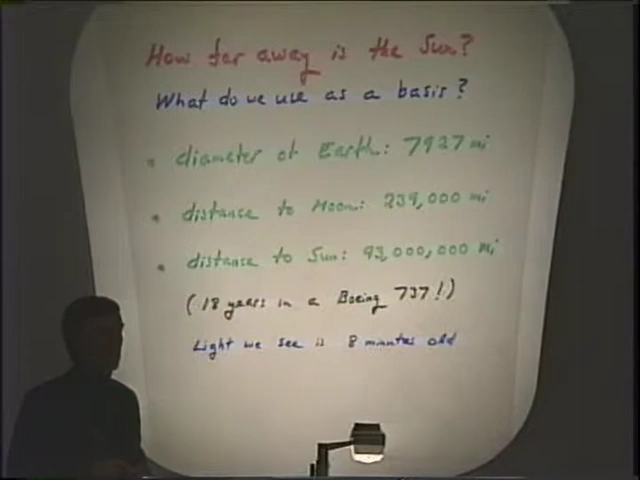 How far away is the Sun?
What do we use as a basis?
• diameter of Earth: 7927 mi
• distance to Moon: 239,000 mi
• distance to Sun: 93,000,000 mi
(18 years in a Boeing 737!)
Light we see is 8 minutes old